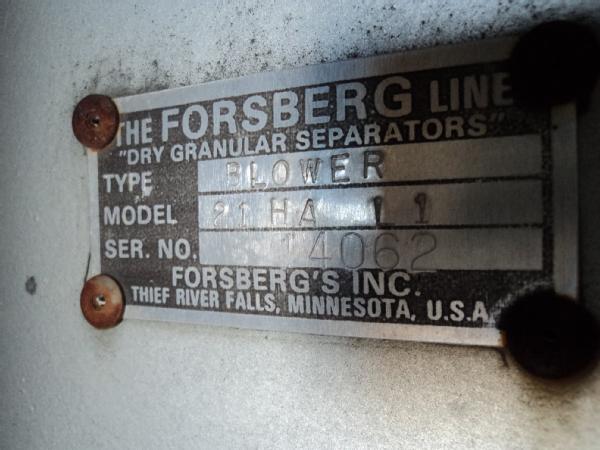 THE FORSBERG LINE
"DRY GRANULAR SEPARATORS"
TYPE BLOWER
MODEL 21 HA 11
SER. NO. 14062
FORSBERG'S INC.
THIEF RIVER FALLS, MINNESOTA, U.S.A